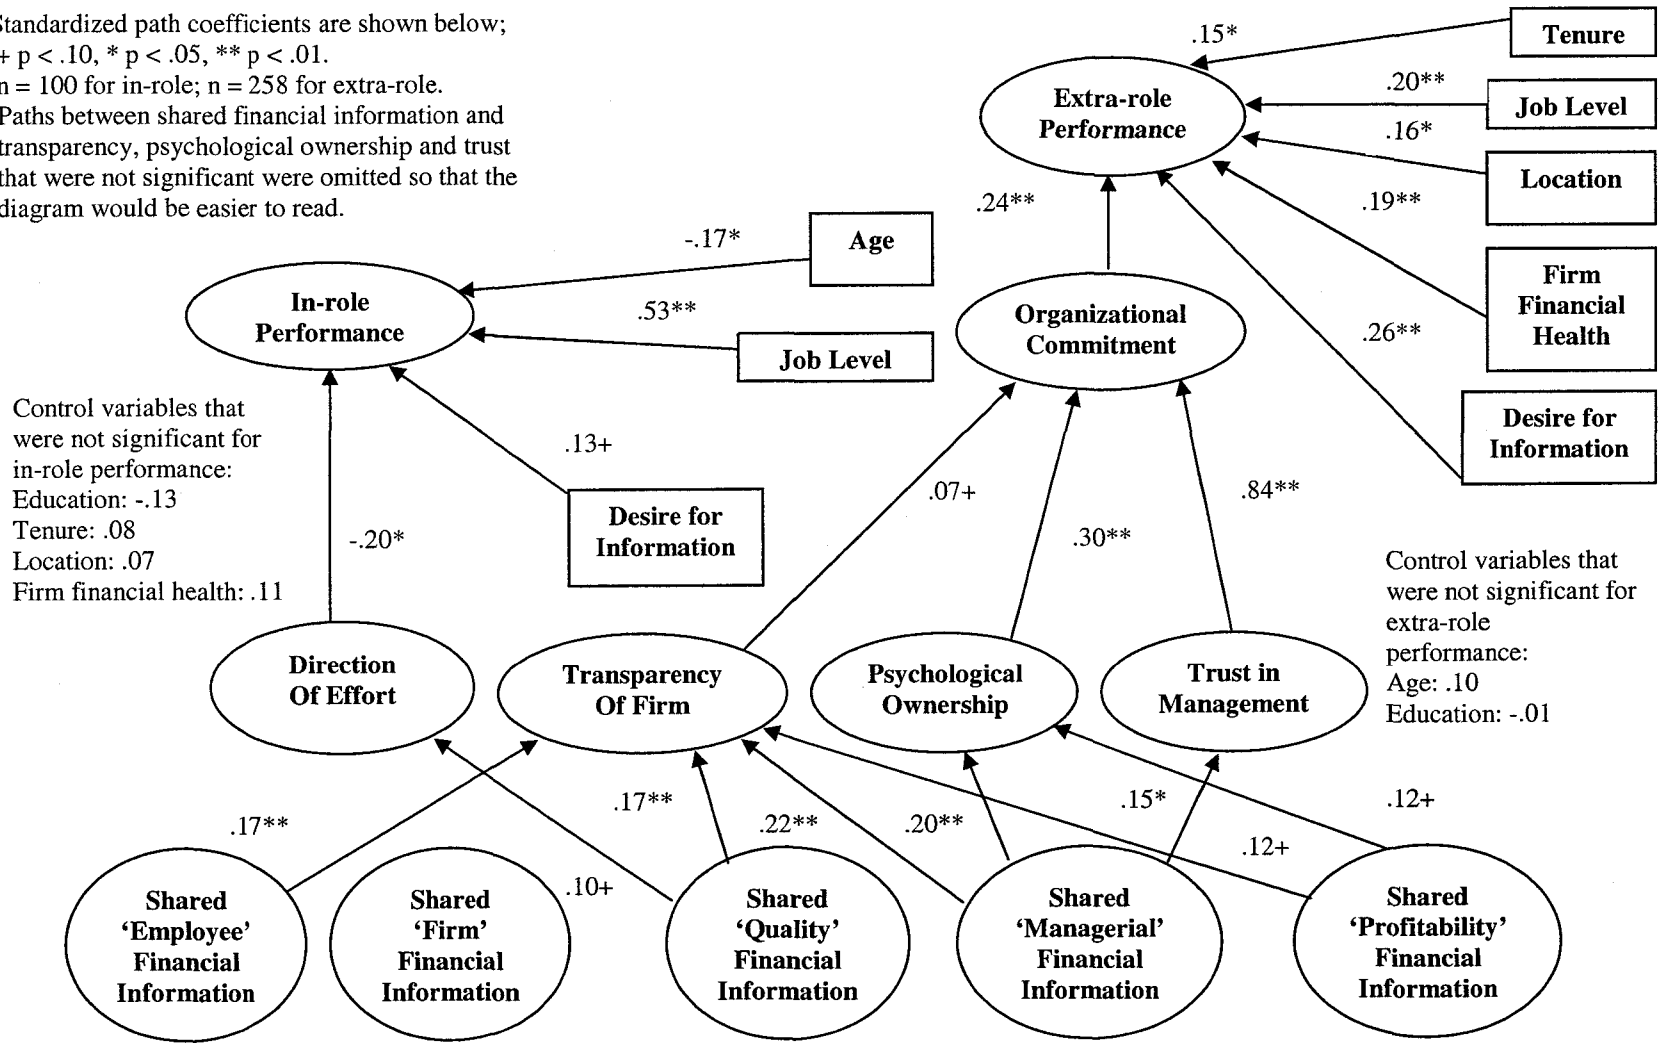 Standardized path coefficients are shown below;
+ p < .10, * p < .05, ** p < .01.
n = 100 for in-role; n = 258 for extra-role.
Paths between shared financial information and
transparency, psychological ownership and trust
that were not significant were omitted so that the
diagram would be easier to read.
.15*
Tenure
Extra-role
Performance
.20**
Job Level
.16*
Location
.24**
.19**
-.17*
Age
Firm
Financial
Health
In-role
Performance
.53**
Organizational
Commitment
.26**
Job Level
Control variables that
were not significant for
in-role performance:
Education: -.13
Tenure: .08
Location: .07
Firm financial health: .11
.13+
Desire for
Information
.07+
.84**
Desire for
Information
-.20*
.30**
Control variables that
were not significant for
extra-role
performance:
Age: .10
Education: -.01
Direction
Of Effort
Transparency
Of Firm
Psychological
Ownership
Trust in
Management
.17**
.17**
.22**
.20**
.15*
.12+
.12+
.10+
Shared
‘Employee’
Financial
Information
Shared
‘Firm’
Financial
Information
Shared
‘Quality’
Financial
Information
Shared
‘Managerial’
Financial
Information
Shared
‘Profitability’
Financial
Information